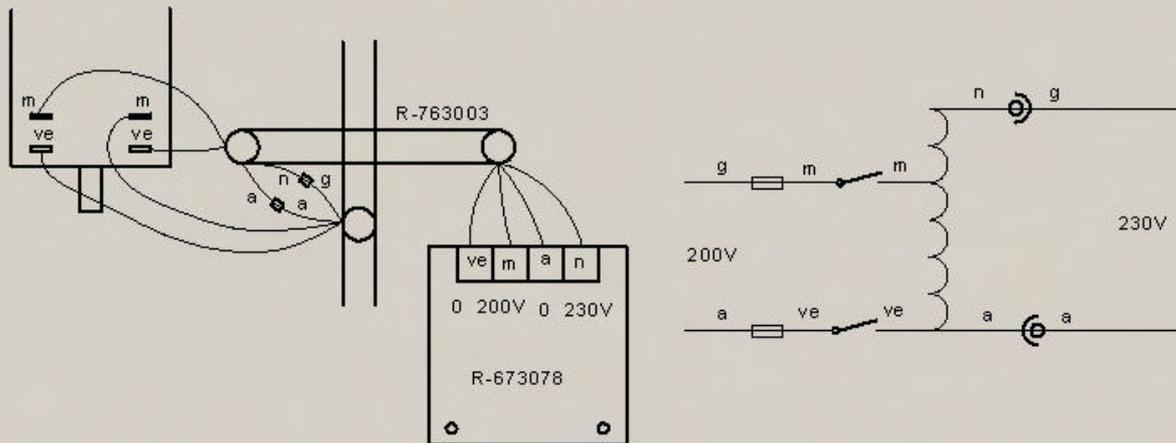 m m
ve ve
R-763003
n g
a a
ve m a n
0 200V 0 230V
R-673078
n g
g m m
200V
230V
a ve ve a a